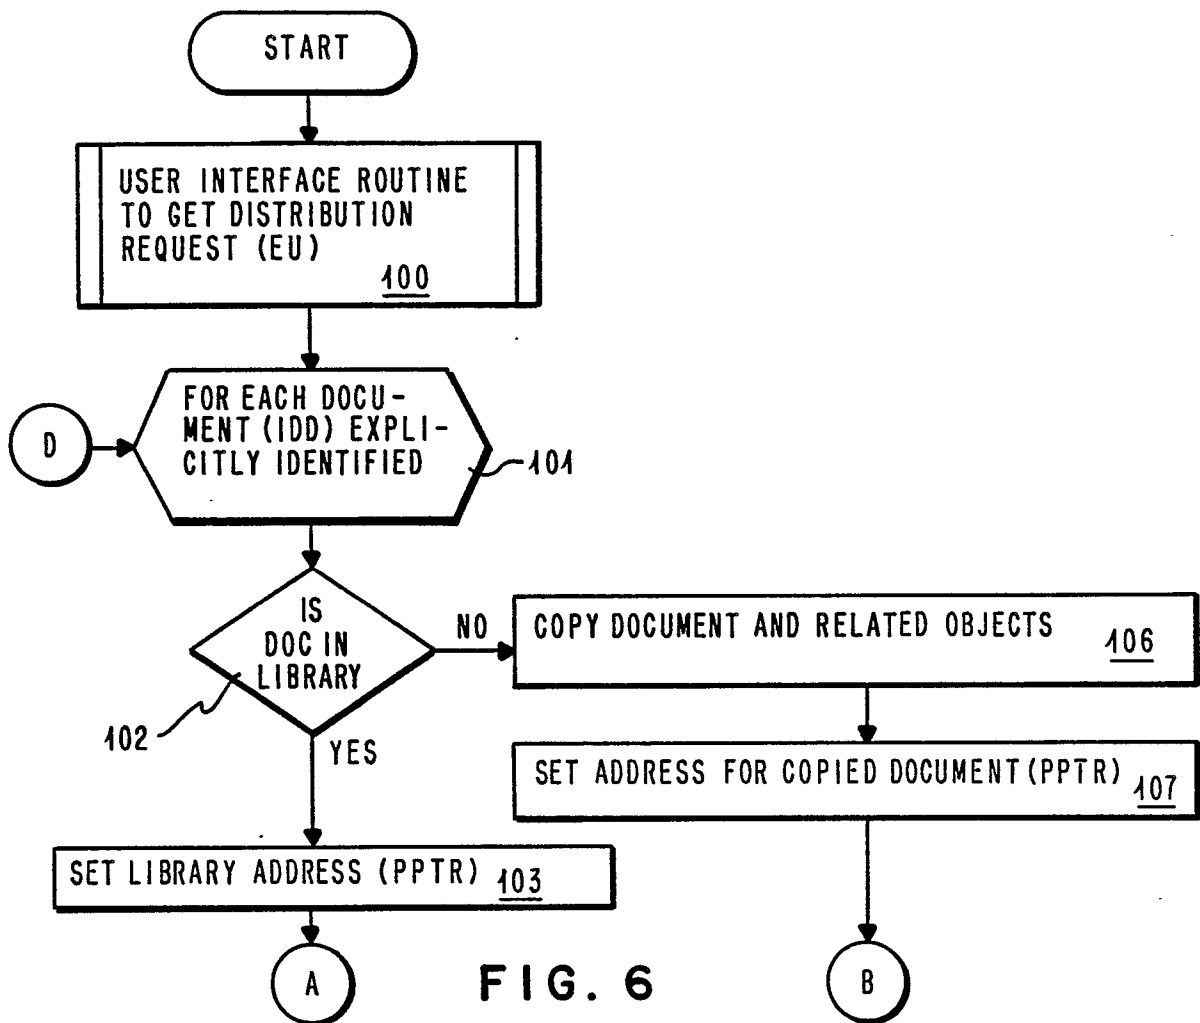 START
USER INTERFACE ROUTINE
TO GET DISTRIBUTION
REQUEST (EU)
100
FOR EACH DOCU-
MENT (IDD) EXPLI-
CITLY IDENTIFIED
D
101
IS
DOC IN
LIBRARY
NO
102
YES
COPY DOCUMENT AND RELATED OBJECTS
106
SET ADDRESS FOR COPIED DOCUMENT (PPTR)
107
SET LIBRARY ADDRESS (PPTR)
103
A
FIG. 6
B